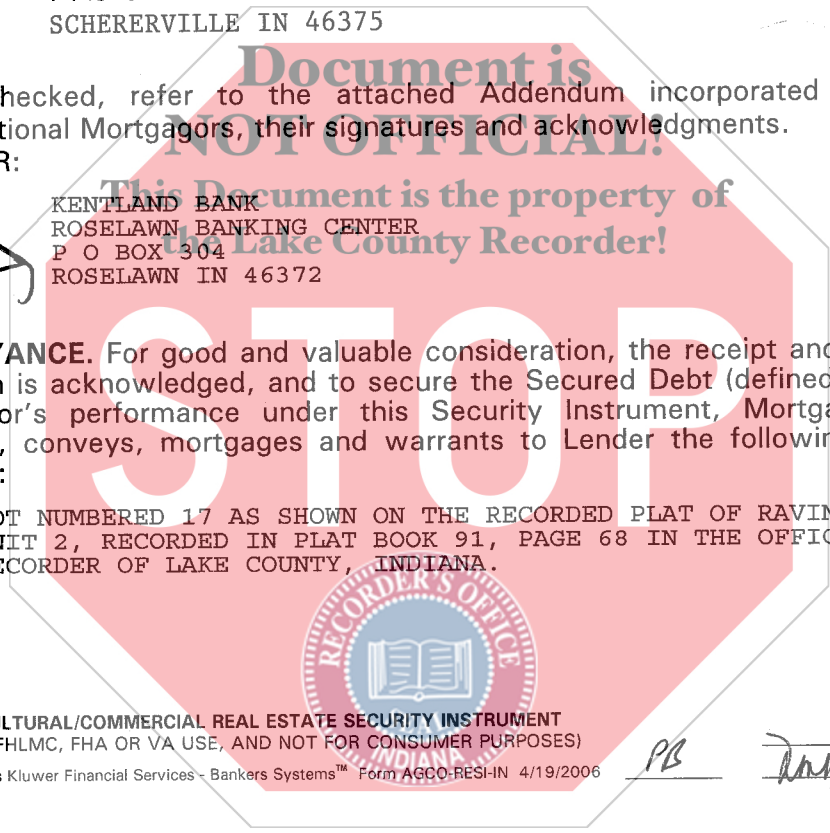 SCHERERVILLE IN 46375
Document is
hecked, refer to the attached Addendum incorporated
tional Mortgagors, their signatures and acknowledgments.
NOT OFFICIAL!
R:
This Document is the property of
KENTLAND BANK
ROSELAWN BANKING CENTER
the Lake County Recorder!
P O BOX 304
ROSELAWN IN 46372
STOP
YANCE. For good and valuable consideration, the receipt and
n is acknowledged, and to secure the Secured Debt (defined
or's performance under this Security Instrument, Mortga
, conveys, mortgages and warrants to Lender the followin
:
OT NUMBERED 17 AS SHOWN ON THE RECORDED PLAT OF RAVIN
NIT 2, RECORDED IN PLAT BOOK 91, PAGE 68 IN THE OFFIC
ECORDER OF LAKE COUNTY, INDIANA.
RECORDER'S OFFICE
INDIANA
LTURAL/COMMERCIAL REAL ESTATE SECURITY INSTRUMENT
FHLMC, FHA OR VA USE, AND NOT FOR CONSUMER PURPOSES)
s Kluwer Financial Services - Bankers Systems™ Form AGCO-RESI-IN 4/19/2006
PB